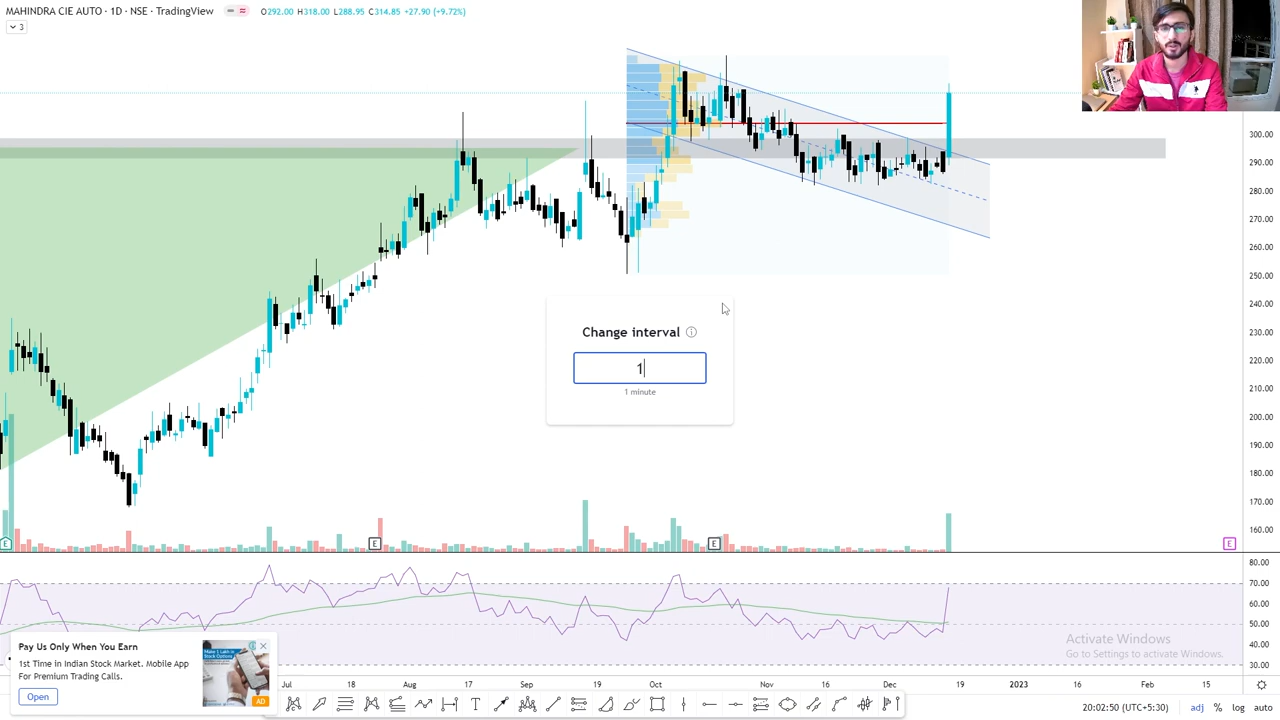 MAHINDRA CIE AUTO · 1D · NSE · TradingView O292.00 H318.00 L288.95 C314.85 +27.90 (+9.72%)
3
300.00
290.00
280.00
270.00
260.00
250.00
240.00
230.00
220.00
210.00
200.00
190.00
180.00
170.00
160.00
Change interval
1
1 minute
E
E
E
E
80.00
70.00
60.00
50.00
40.00
30.00
Activate Windows
Go to Settings to activate Windows.
Pay Us Only When You Earn
1st Time in Indian Stock Market. Mobile App
For Premium Trading Calls.
Open
AD
Jul 18 Aug 17 Sep 19 Oct Nov 16 Dec 19 2023 16 Feb 15
20:02:50 (UTC+5:30) adj % log auto